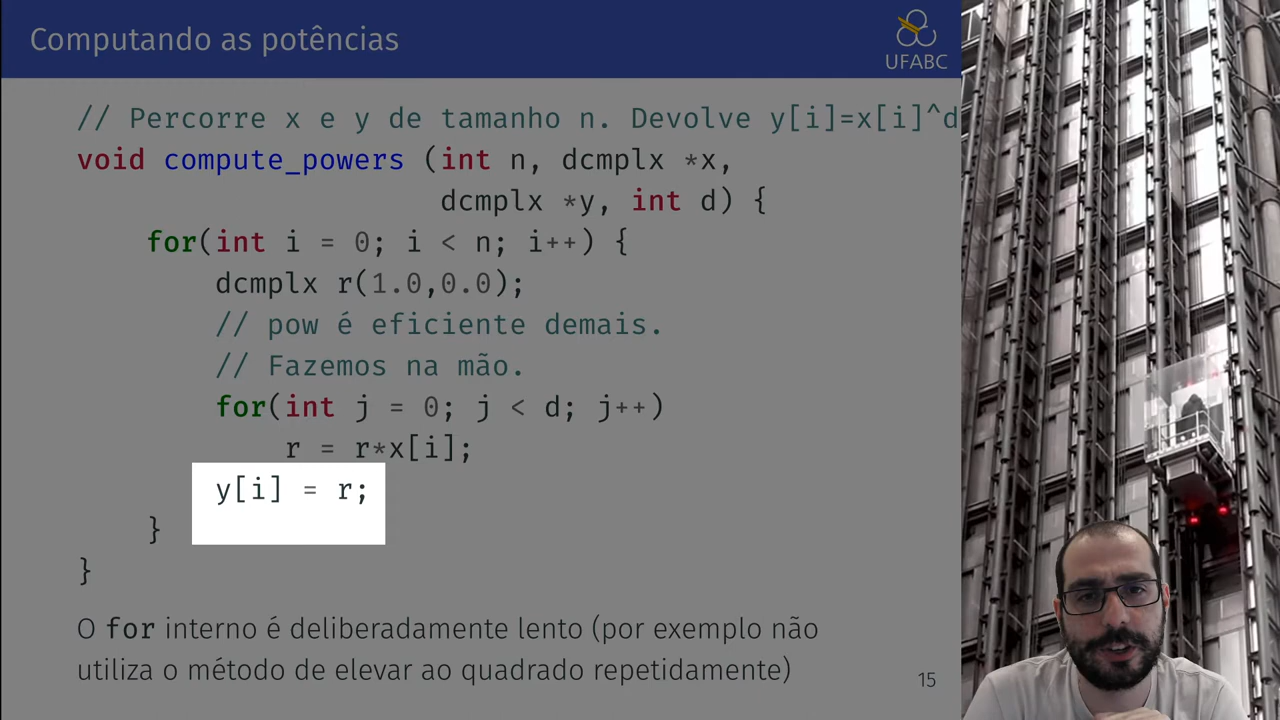 Computando as potências
UFABC
// Percorre x e y de tamanho n. Devolve y[i]=x[i]^d
void compute_powers (int n, dcmplx *x,
dcmplx *y, int d) {
for(int i = 0; i < n; i++) {
dcmplx r(1.0,0.0);
// pow é eficiente demais.
// Fazemos na mão.
for(int j = 0; j < d; j++)
r = r*x[i];
y[i] = r;
}
}
O for interno é deliberadamente lento (por exemplo não
utiliza o método de elevar ao quadrado repetidamente)
15